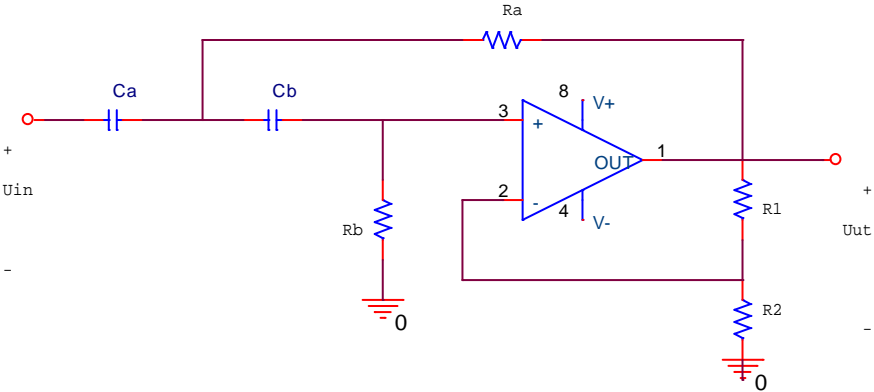 Ra
Ca
Cb
8
V+
3
+
+
OUT
1
Uin
2
-
4
V-
R1
+
Rb
Uut
-
R2
0
-
0